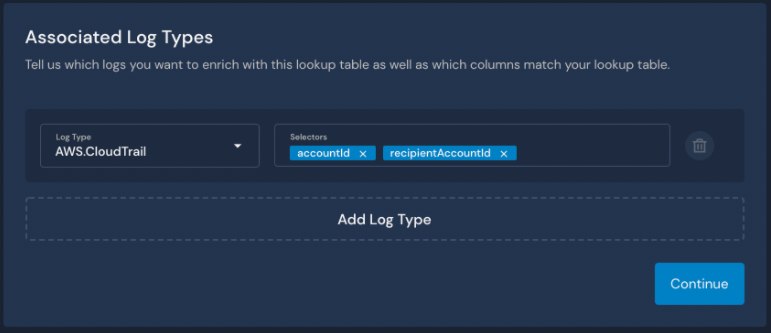 Associated Log Types
Tell us which logs you want to enrich with this lookup table as well as which columns match your lookup table.
Log Type
AWS.CloudTrail
Selectors
accountId ×
recipientAccountId ×
Add Log Type
Continue